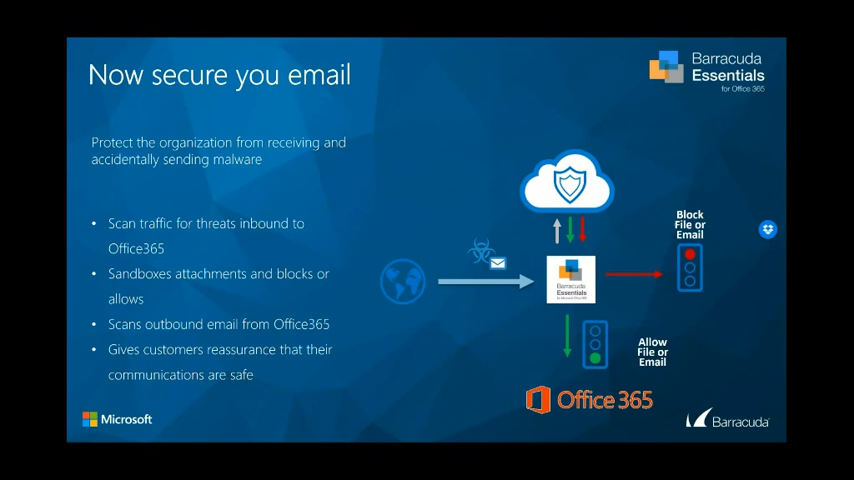 Now secure you email
Barracuda
Essentials
for Office 365
Protect the organization from receiving and
accidentally sending malware
• Scan traffic for threats inbound to
Office365
• Sandboxes attachments and blocks or
allows
• Scans outbound email from Office365
• Gives customers reassurance that their
communications are safe
Block
File or
Email
Barracuda
Essentials
Allow
File or
Email
Office 365
Microsoft
Barracuda